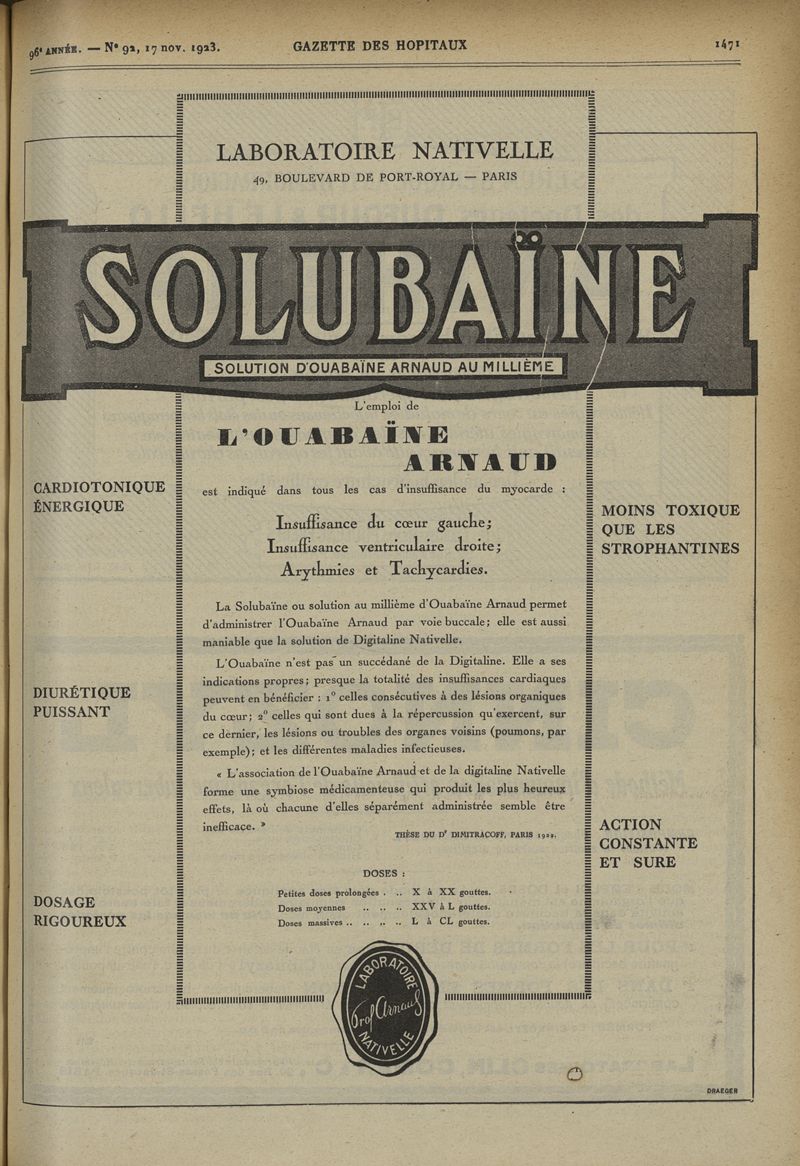 96e ANNÉE. — N° 92, 17 nov. 1923.
GAZETTE DES HOPITAUX
1471
LABORATOIRE NATIVELLE
49, BOULEVARD DE PORT-ROYAL — PARIS
SOLUBAÏNE
SOLUTION D'OUABAÏNE ARNAUD AU MILLIÈME
L'emploi de
L'OUABAÏNE
ARNAUD
est indiqué dans tous les cas d'insuffisance du myocarde :
Insuffisance du cœur gauche;
Insuffisance ventriculaire droite;
Arythmies et Tachycardies.
La Solubaïne ou solution au millième d'Ouabaïne Arnaud permet
d'administrer l'Ouabaïne Arnaud par voie buccale; elle est aussi
maniable que la solution de Digitaline Nativelle.
L'Ouabaïne n'est pas un succédané de la Digitaline. Elle a ses
indications propres; presque la totalité des insuffisances cardiaques
peuvent en bénéficier : 1° celles consécutives à des lésions organiques
du cœur; 2° celles qui sont dues à la répercussion qu'exercent, sur
ce dernier, les lésions ou troubles des organes voisins (poumons, par
exemple); et les différentes maladies infectieuses.
« L'association de l'Ouabaïne Arnaud et de la digitaline Nativelle
forme une symbiose médicamenteuse qui produit les plus heureux
effets, là où chacune d'elles séparément administrée semble être
inefficace. »
THÈSE DU Dr DIMITRACOFF, PARIS 1922.
DOSES :
Petites doses prolongées . .. X à XX gouttes.
Doses moyennes .. .. .. XXV à L gouttes.
Doses massives .. .. .. .. L à CL gouttes.
CARDIOTONIQUE
ÉNERGIQUE
DIURÉTIQUE
PUISSANT
DOSAGE
RIGOUREUX
MOINS TOXIQUE
QUE LES
STROPHANTINES
ACTION
CONSTANTE
ET SURE
LABORATOIRE
Prof Arnaud
NATIVELLE
DRAEGER